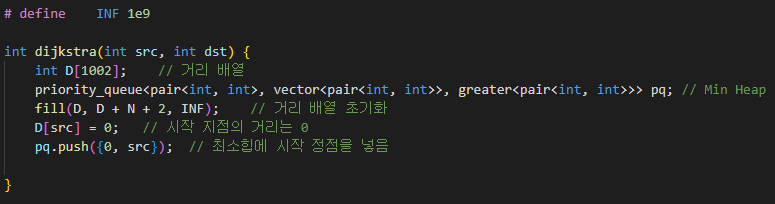 # define    INF 1e9
int dijkstra(int src, int dst) {
    int D[1002];    // 거리 배열
    priority_queue<pair<int, int>, vector<pair<int, int>>, greater<pair<int, int>>> pq; // Min Heap
    fill(D, D + N + 2, INF);    // 거리 배열 초기화
    D[src] = 0;   // 시작 지점의 거리는 0
    pq.push({0, src});  // 최소힙에 시작 정점을 넣음
}